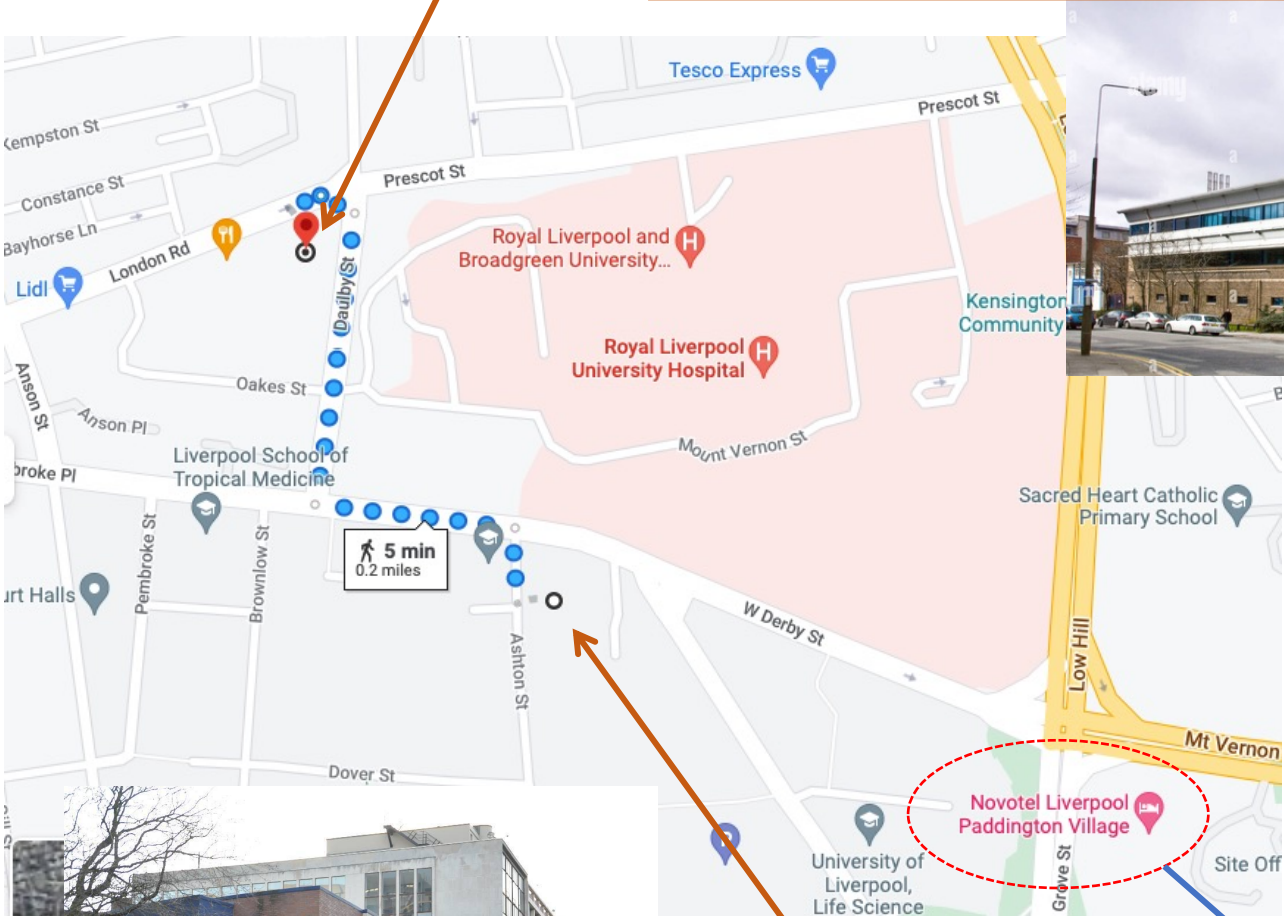 Tesco Express
Prescot St
Kempston St
Prescot St
Constance St
Bayhorse Ln
London Rd
Lidl
Daulby St
Royal Liverpool and
Broadgreen University...
Royal Liverpool
University Hospital
Kensington
Community
alamy
a
a
a
a
a
Oakes St
Anson St
Anson Pl
Mount Vernon St
Liverpool School of
Tropical Medicine
broke Pl
Sacred Heart Catholic
Primary School
5 min
0.2 miles
Pembroke St
Brownlow St
urt Halls
W Derby St
Ashton St
Low Hill
Mt Vernon
Dover St
Novotel Liverpool
Paddington Village
University of
Liverpool,
Life Science
Grove St
Site Off
P